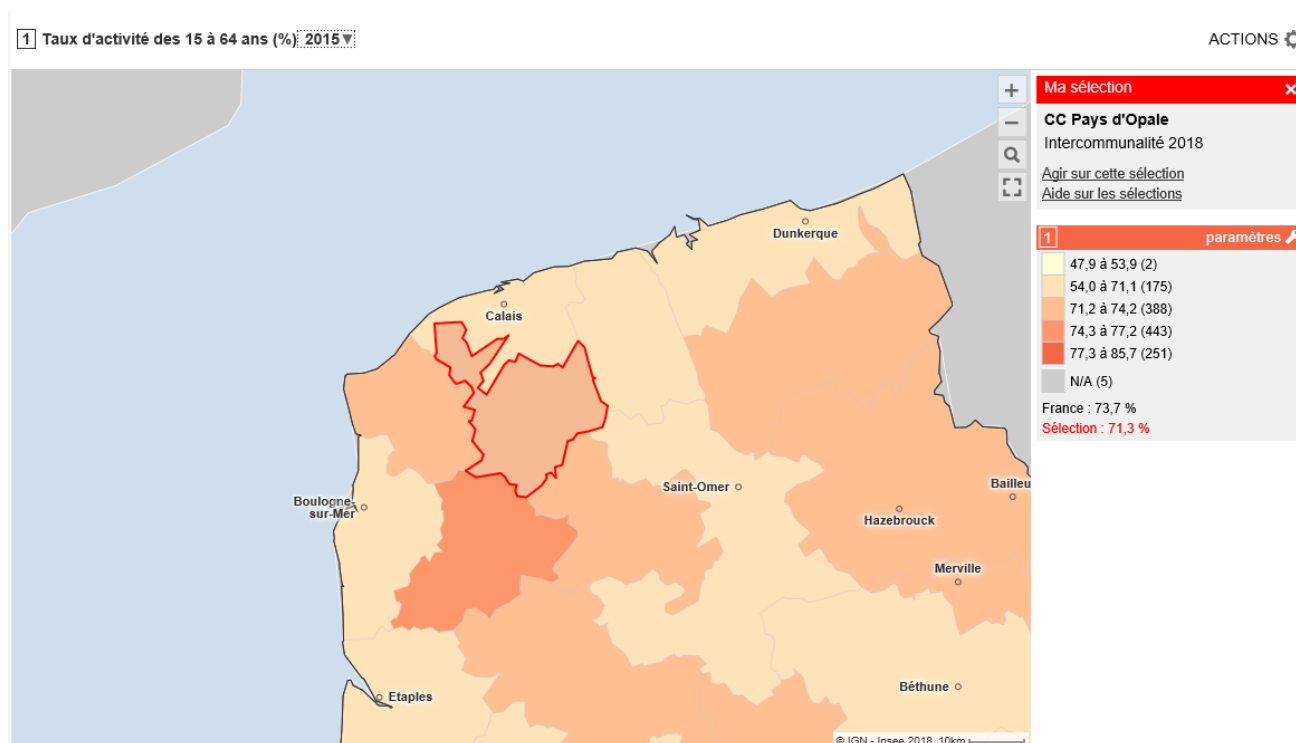 1 Taux d'activité des 15 à 64 ans (%) 2015
ACTIONS
Ma sélection
CC Pays d'Opale
Intercommunalité 2018
Agir sur cette sélection
Aide sur les sélections
1 paramètres
47,9 à 53,9 (2)
54,0 à 71,1 (175)
71,2 à 74,2 (388)
74,3 à 77,2 (443)
77,3 à 85,7 (251)
N/A (5)
France : 73,7 %
Sélection : 71,3 %
Dunkerque
Calais
Saint-Omer
Bailleu
Boulogne-
sur-Mer
Hazebrouck
Merville
Béthune
Etaples
© IGN - Insee 2018 10km